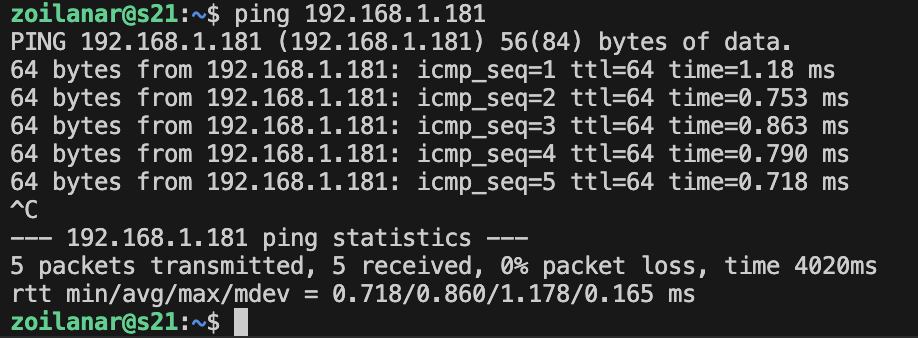 zoilanar@s21:~$ ping 192.168.1.181
PING 192.168.1.181 (192.168.1.181) 56(84) bytes of data.
64 bytes from 192.168.1.181: icmp_seq=1 ttl=64 time=1.18 ms
64 bytes from 192.168.1.181: icmp_seq=2 ttl=64 time=0.753 ms
64 bytes from 192.168.1.181: icmp_seq=3 ttl=64 time=0.863 ms
64 bytes from 192.168.1.181: icmp_seq=4 ttl=64 time=0.790 ms
64 bytes from 192.168.1.181: icmp_seq=5 ttl=64 time=0.718 ms
^C
--- 192.168.1.181 ping statistics ---
5 packets transmitted, 5 received, 0% packet loss, time 4020ms
rtt min/avg/max/mdev = 0.718/0.860/1.178/0.165 ms
zoilanar@s21:~$